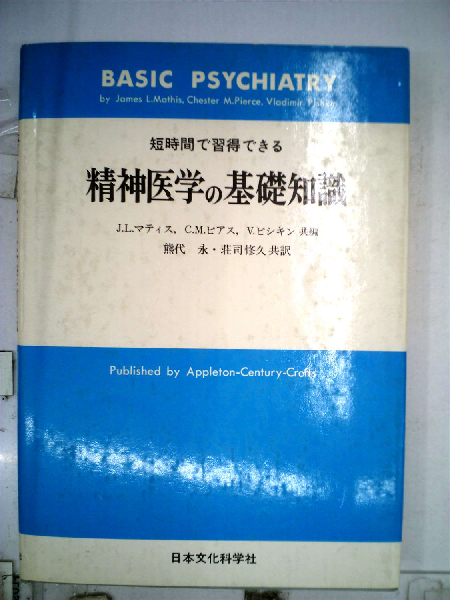 BASIC PSYCHIATRY
by James L.Mathis, Chester M.Pierce, Vladimir Pishkin
短時間で習得できる
精神医学の基礎知識
J.L.マティス, C.M.ピアス, V.ピシキン 共編
熊代 永・荘司修久共訳
Published by Appleton-Century-Crofts
日本文化科学社